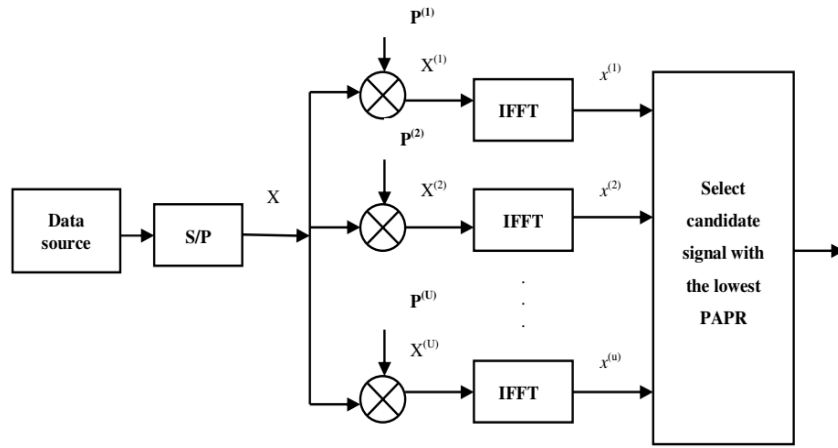 P(1)
X(1)
x(1)
IFFT
P(2)
X(2)
x(2)
IFFT
X
Data
source
S/P
P(U)
X(U)
x(u)
IFFT
Select
candidate
signal with
the lowest
PAPR